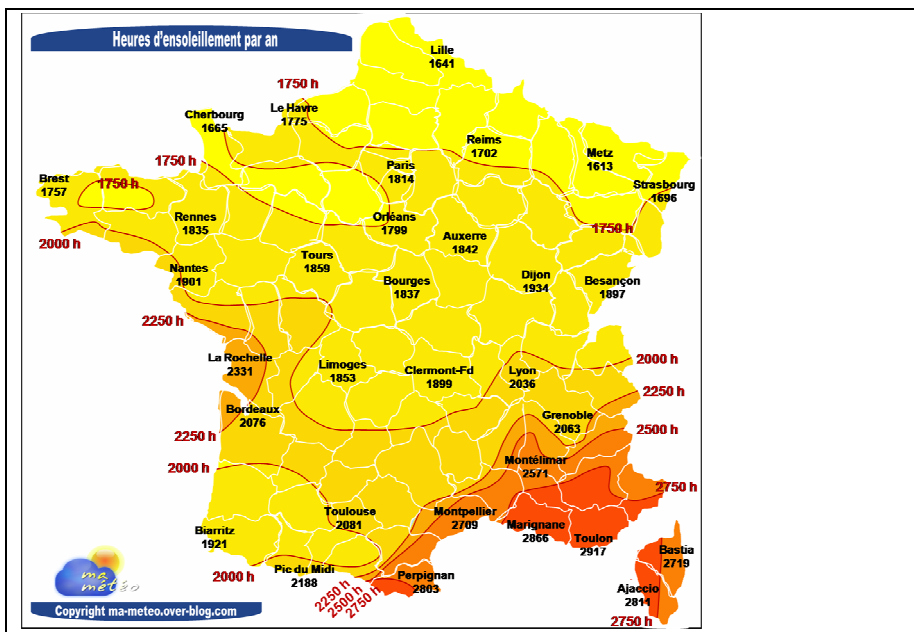 Heures d'ensoleillement par an
Lille
1641
1750 h
Le Havre
1775
Cherbourg
1665
Reims
1702
Metz
1613
1750 h
Paris
1814
Strasbourg
1696
Brest
1757
1750 h
Rennes
1835
Orléans
1799
Auxerre
1842
1750 h
2000 h
Nantes
1901
Tours
1859
Bourges
1837
Dijon
1934
Besançon
1897
2250 h
La Rochelle
2331
Limoges
1853
Clermont-Fd
1899
Lyon
2036
2000 h
2250 h
Bordeaux
2076
Grenoble
2063
2500 h
2250 h
2000 h
Montélimar
2571
2750 h
Toulouse
2081
Montpellier
2709
Marignane
2866
Toulon
2917
Biarritz
1921
Bastia
2719
2000 h
Pic du Midi
2188
2250 h
2500 h
2750 h
Perpignan
2803
Ajaccio
2811
2750 h
ma
météo
Copyright ma-meteo.over-blog.com